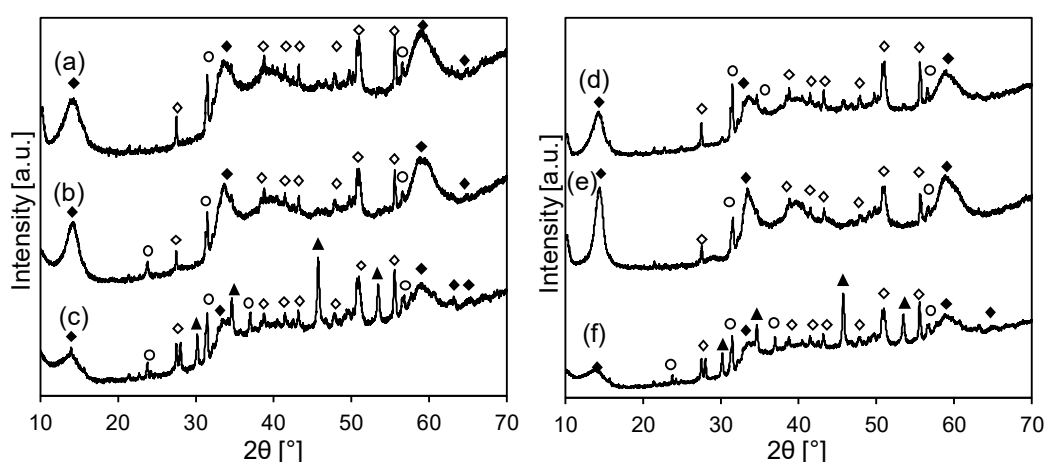 (a)
(b)
(c)
Intensity [a.u.]
10 20 30 40 50 60 70
2θ [°]
(d)
(e)
(f)
Intensity [a.u.]
10 20 30 40 50 60 70
2θ [°]